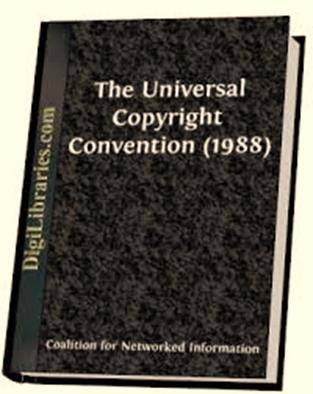 The Universal
Copyright
Convention (1988)
DigiLibraries.com
Coalition for Networked Information